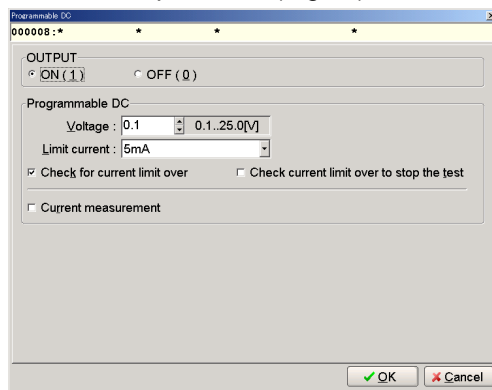 Programmable DC
000008:* * * *
OUTPUT
ON ( 1 ) OFF ( 0 )
Programmable DC
Voltage : 0.1 0.1..25.0[V]
Limit current : 5mA
Check for current limit over Check current limit over to stop the test
Current measurement
OK Cancel